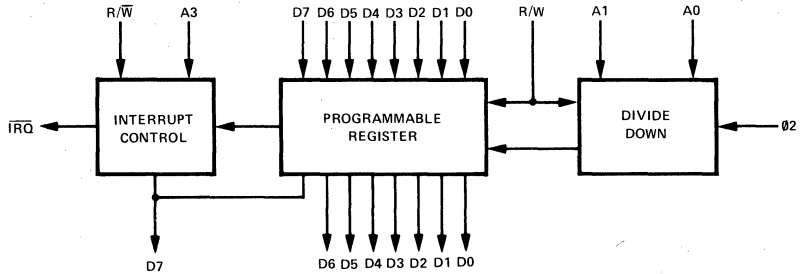 R/W̅ A3 D7 D6 D5 D4 D3 D2 D1 D0 R/W A1 A0
INTERRUPT
CONTROL
PROGRAMMABLE
REGISTER
DIVIDE
DOWN
I̅R̅Q̅
Ø2
D7
D6 D5 D4 D3 D2 D1 D0